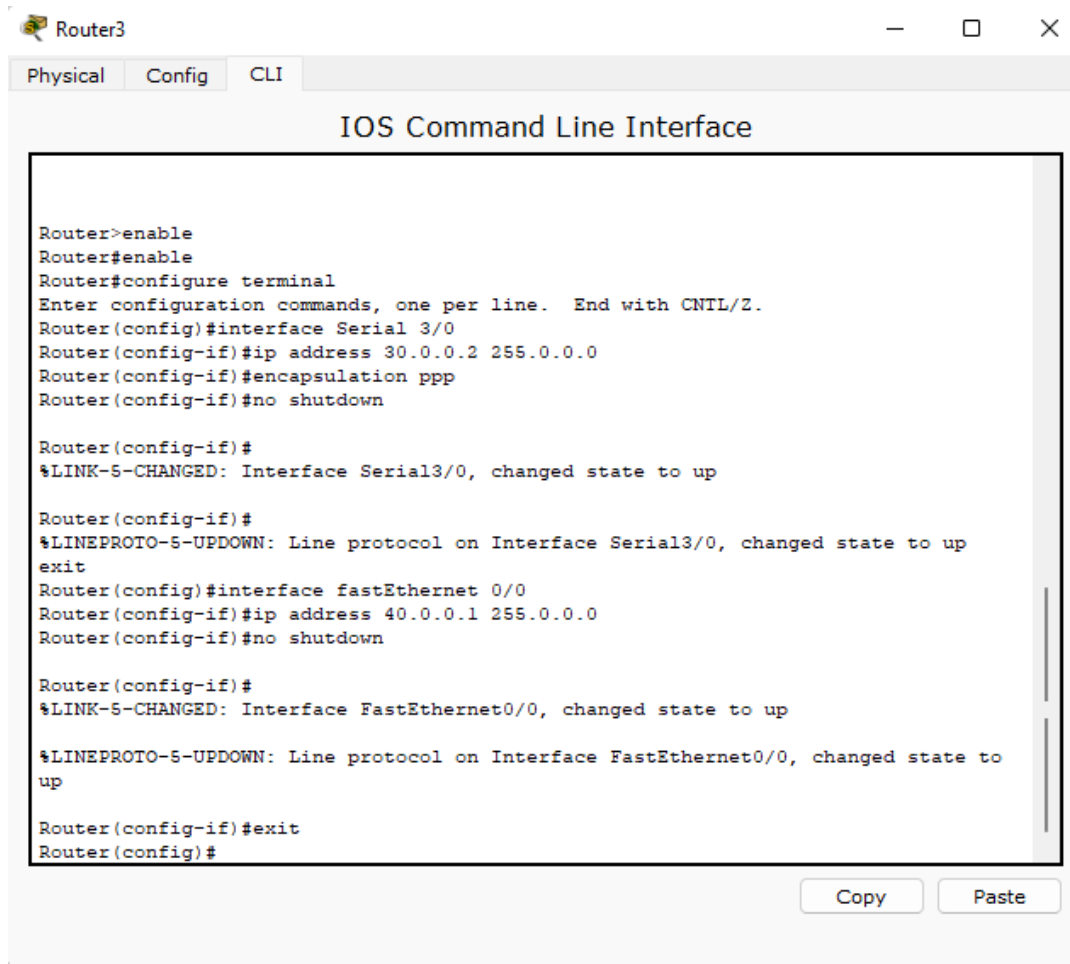 Router3
Physical Config CLI
IOS Command Line Interface
Router>enable
Router#enable
Router#configure terminal
Enter configuration commands, one per line.  End with CNTL/Z.
Router(config)#interface Serial 3/0
Router(config-if)#ip address 30.0.0.2 255.0.0.0
Router(config-if)#encapsulation ppp
Router(config-if)#no shutdown
Router(config-if)#
%LINK-5-CHANGED: Interface Serial3/0, changed state to up
Router(config-if)#
%LINEPROTO-5-UPDOWN: Line protocol on Interface Serial3/0, changed state to up
exit
Router(config)#interface fastEthernet 0/0
Router(config-if)#ip address 40.0.0.1 255.0.0.0
Router(config-if)#no shutdown
Router(config-if)#
%LINK-5-CHANGED: Interface FastEthernet0/0, changed state to up
%LINEPROTO-5-UPDOWN: Line protocol on Interface FastEthernet0/0, changed state to
up
Router(config-if)#exit
Router(config)#
Copy Paste